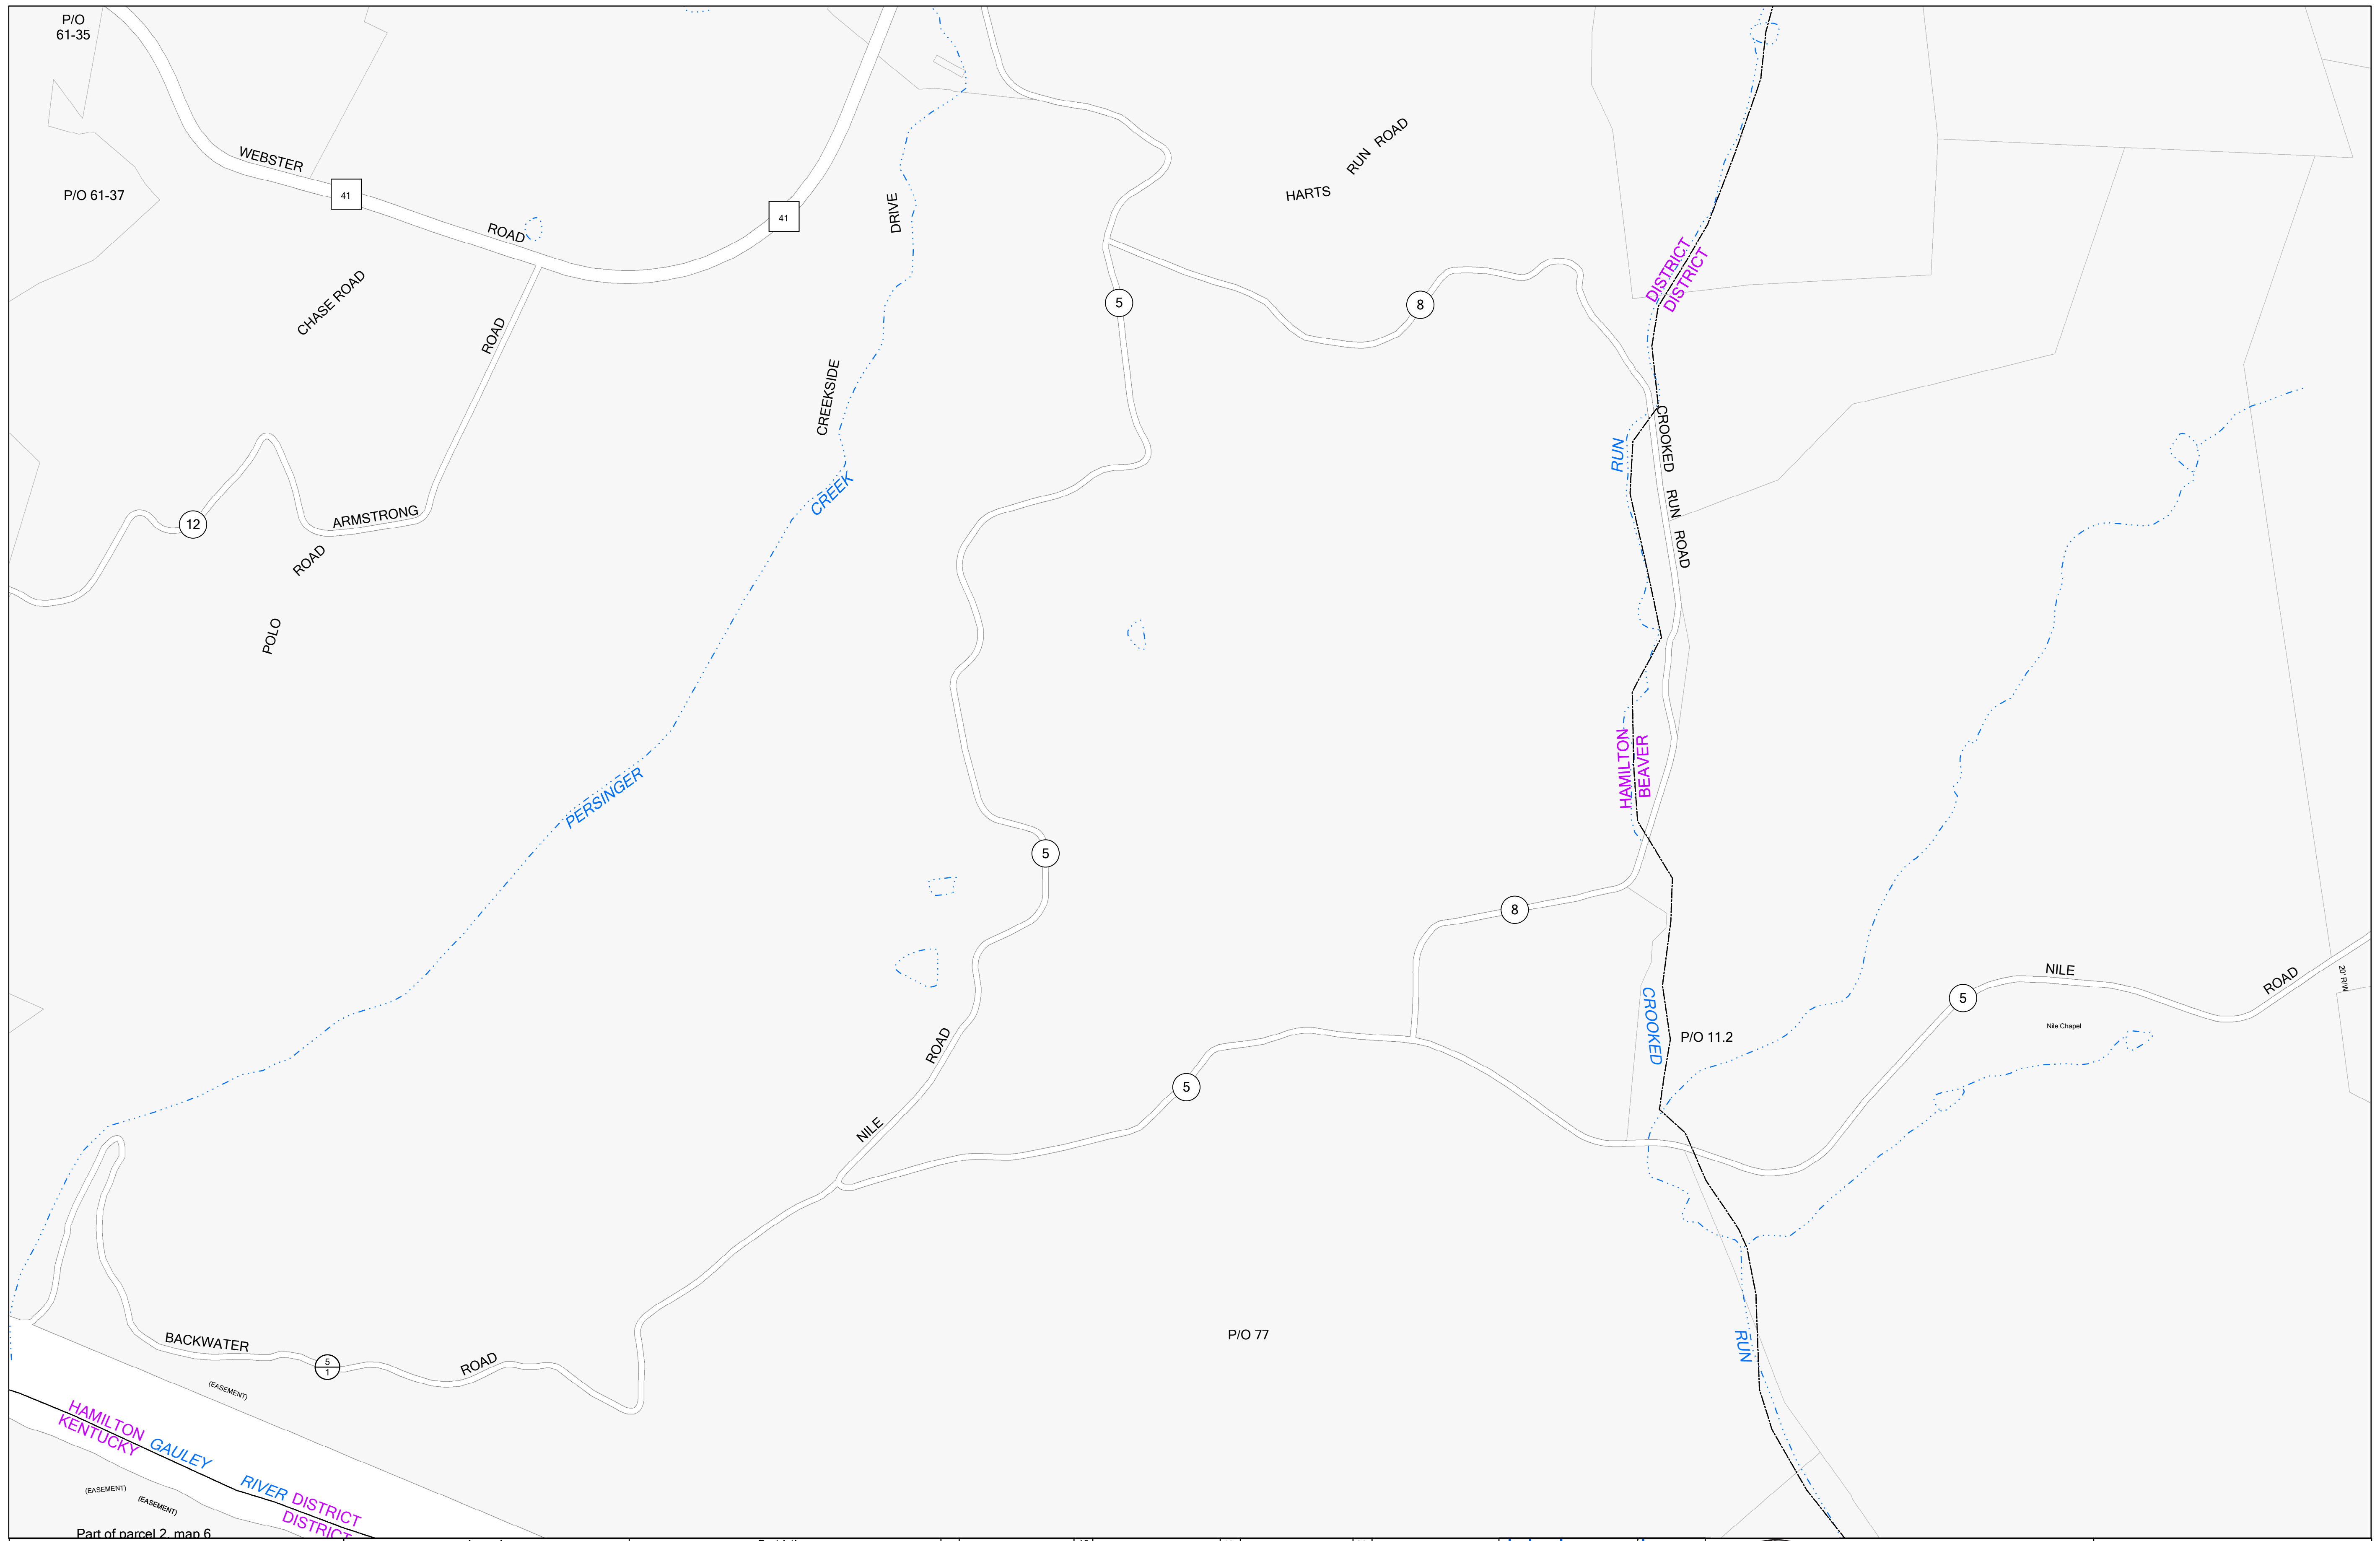 P/O
61-35
P/O 61-37
WEBSTER
41
ROAD
41
CHASE ROAD
ROAD
DRIVE
CREEKSIDE
HARTS
RUN ROAD
DISTRICT
DISTRICT
5
8
RUN
CROOKED RUN ROAD
CREEK
12
ARMSTRONG
ROAD
POLO
PERSINGER
HAMILTON
BEAVER
5
8
CROOKED
P/O 11.2
5
NILE
ROAD
20' R/W
Nile Chapel
ROAD
NILE
5
P/O 77
RUN
BACKWATER
5
1
ROAD
(EASEMENT)
HAMILTON
KENTUCKY
GAULEY
RIVER
DISTRICT
DISTRICT
(EASEMENT)
(EASEMENT)
Part of parcel 2, map 6